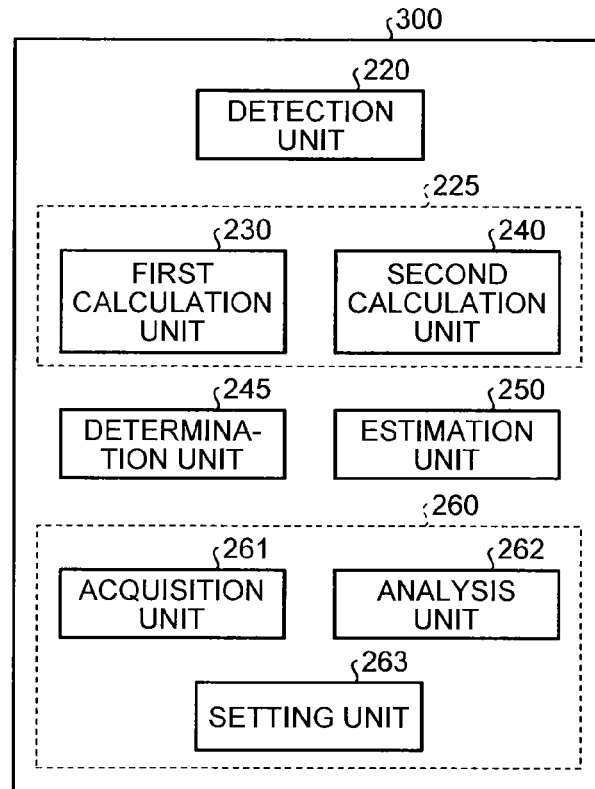 300
220
DETECTION
UNIT
225
230
FIRST
CALCULATION
UNIT
240
SECOND
CALCULATION
UNIT
245
DETERMINA-
TION UNIT
250
ESTIMATION
UNIT
260
261
ACQUISITION
UNIT
262
ANALYSIS
UNIT
263
SETTING UNIT